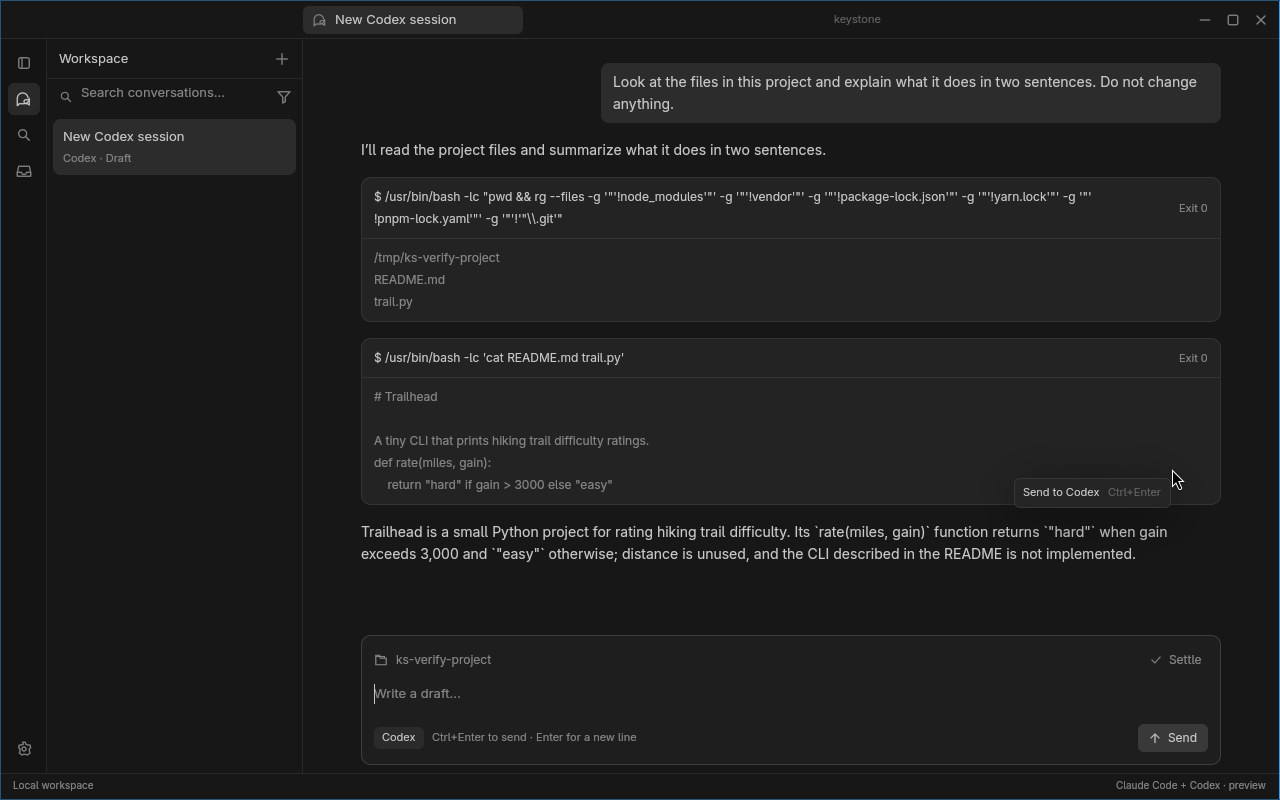 New Codex session
keystone
Workspace
Search conversations...
New Codex session
Codex · Draft
Look at the files in this project and explain what it does in two sentences. Do not change
anything.
I’ll read the project files and summarize what it does in two sentences.
$ /usr/bin/bash -lc "pwd && rg --files -g '"'!node_modules'"' -g '"'!vendor'"' -g '"'!package-lock.json'"' -g '"'!yarn.lock'"' -g '"'
!pnpm-lock.yaml'"' -g '"'!'"\\.git'"
Exit 0
/tmp/ks-verify-project
README.md
trail.py
$ /usr/bin/bash -lc 'cat README.md trail.py'
Exit 0
# Trailhead
A tiny CLI that prints hiking trail difficulty ratings.
def rate(miles, gain):
    return "hard" if gain > 3000 else "easy"
Send to Codex Ctrl+Enter
Trailhead is a small Python project for rating hiking trail difficulty. Its `rate(miles, gain)` function returns `"hard"` when gain
exceeds 3,000 and `"easy"` otherwise; distance is unused, and the CLI described in the README is not implemented.
ks-verify-project
Settle
Write a draft...
Codex
Ctrl+Enter to send · Enter for a new line
Send
Local workspace
Claude Code + Codex · preview